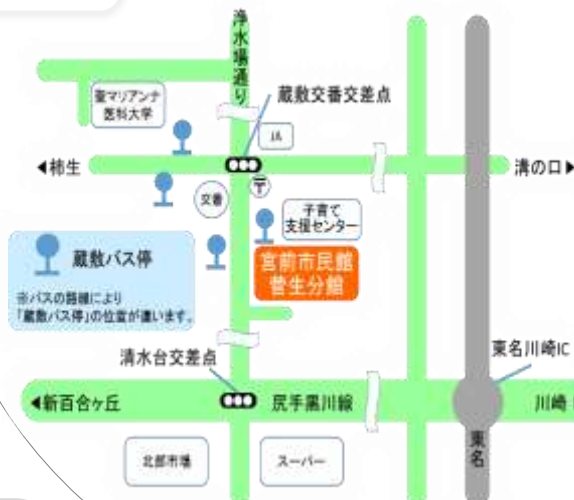 浄水場通り
聖マリアンナ
医科大学
蔵敷交番交差点
JA
◀柿生
溝の口▶
交番
〒
子育て
支援センター
宮前市民館
菅生分館
蔵敷バス停
※バスの路線により
「蔵敷バス停」の位置が違います。
清水台交差点
東名川崎IC
◀新百合ヶ丘
尻手黒川線
川崎
東名
北部市場
スーパー